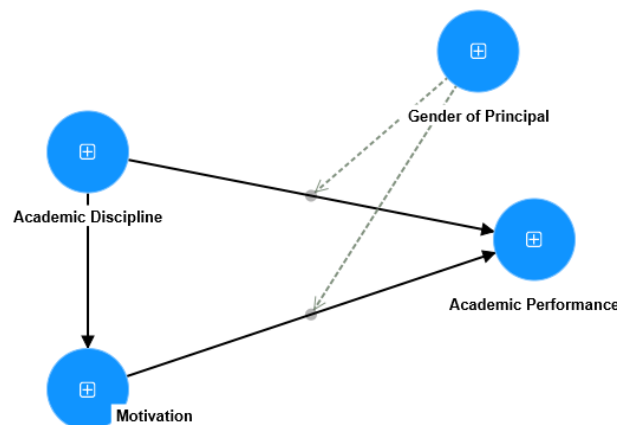 Gender of Principal
Academic Discipline
Academic Performance
Motivation